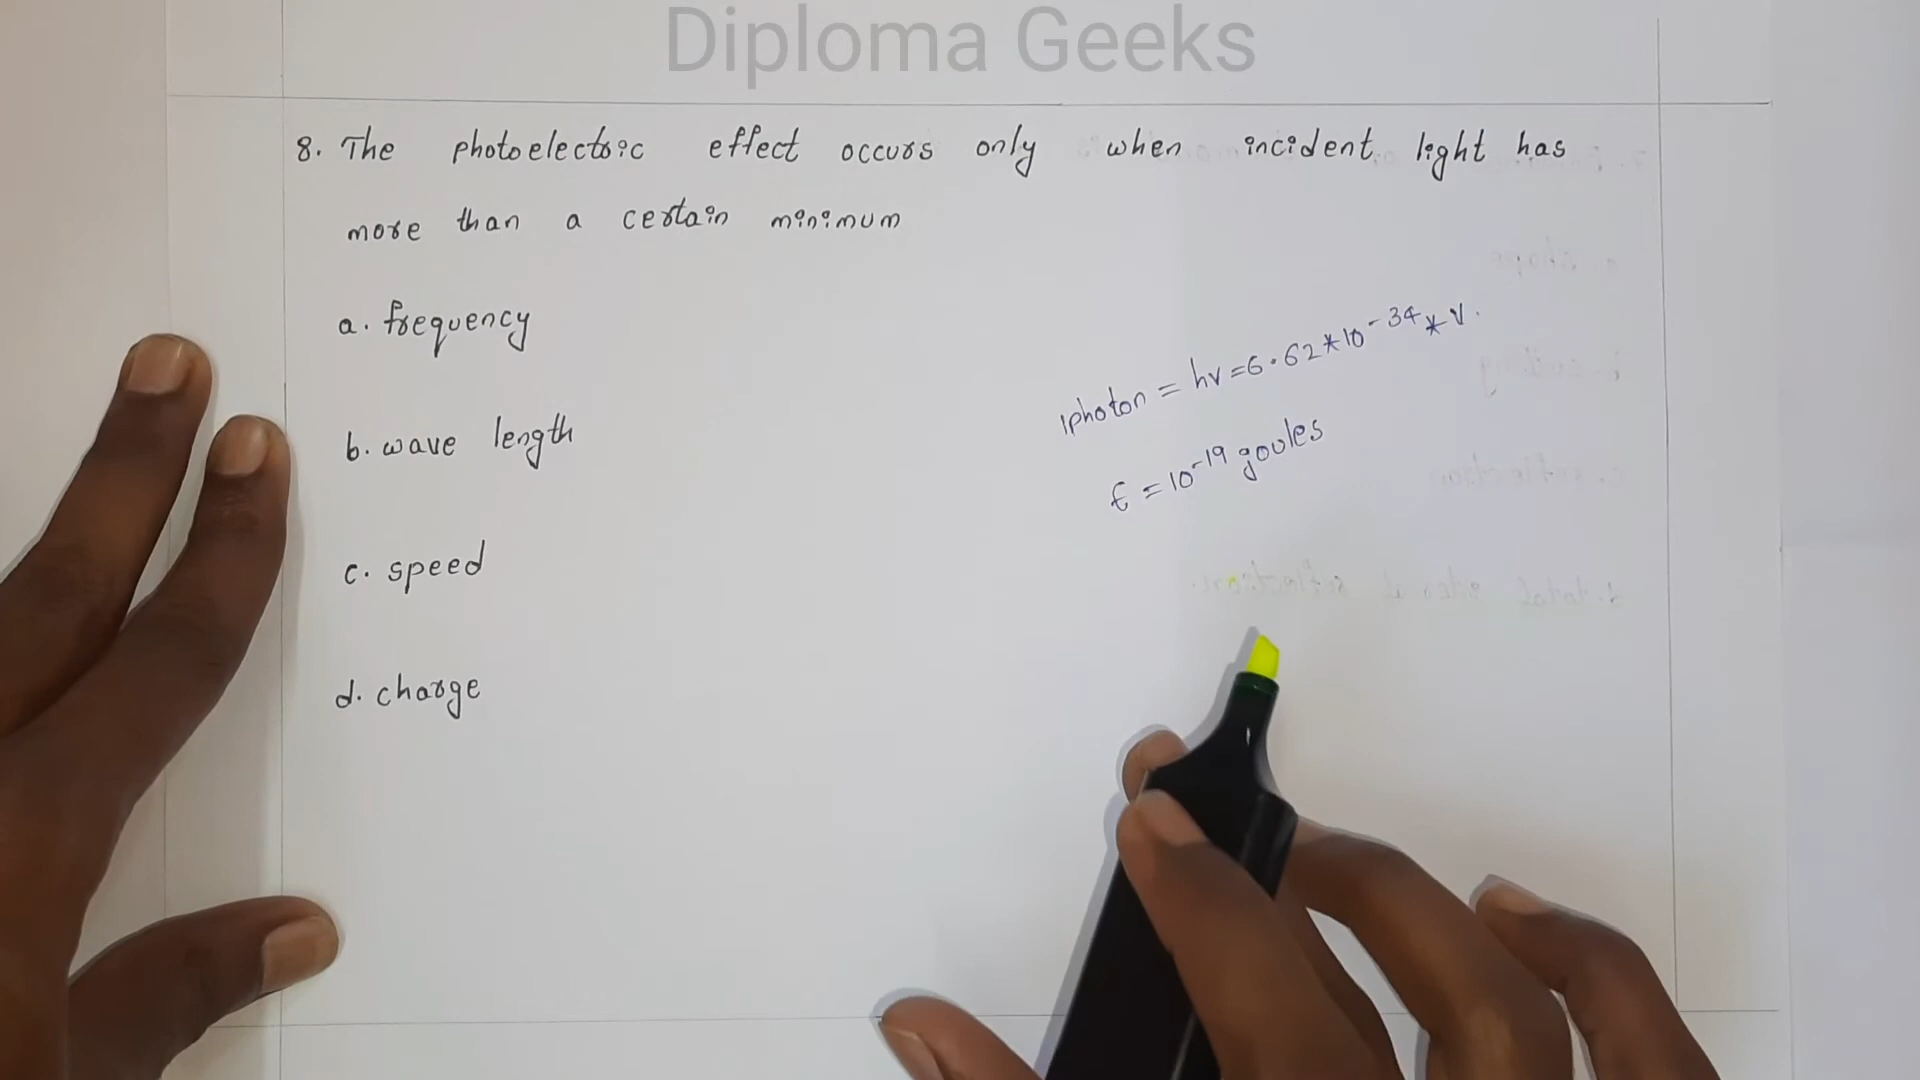 Diploma Geeks
8. The photoelectric effect occurs only when incident light has
more than a certain minimum
a. frequency
b. wave length
c. speed
d. charge
1photon = hv = 6.62*10-34 * v.
E = 10-19 goules